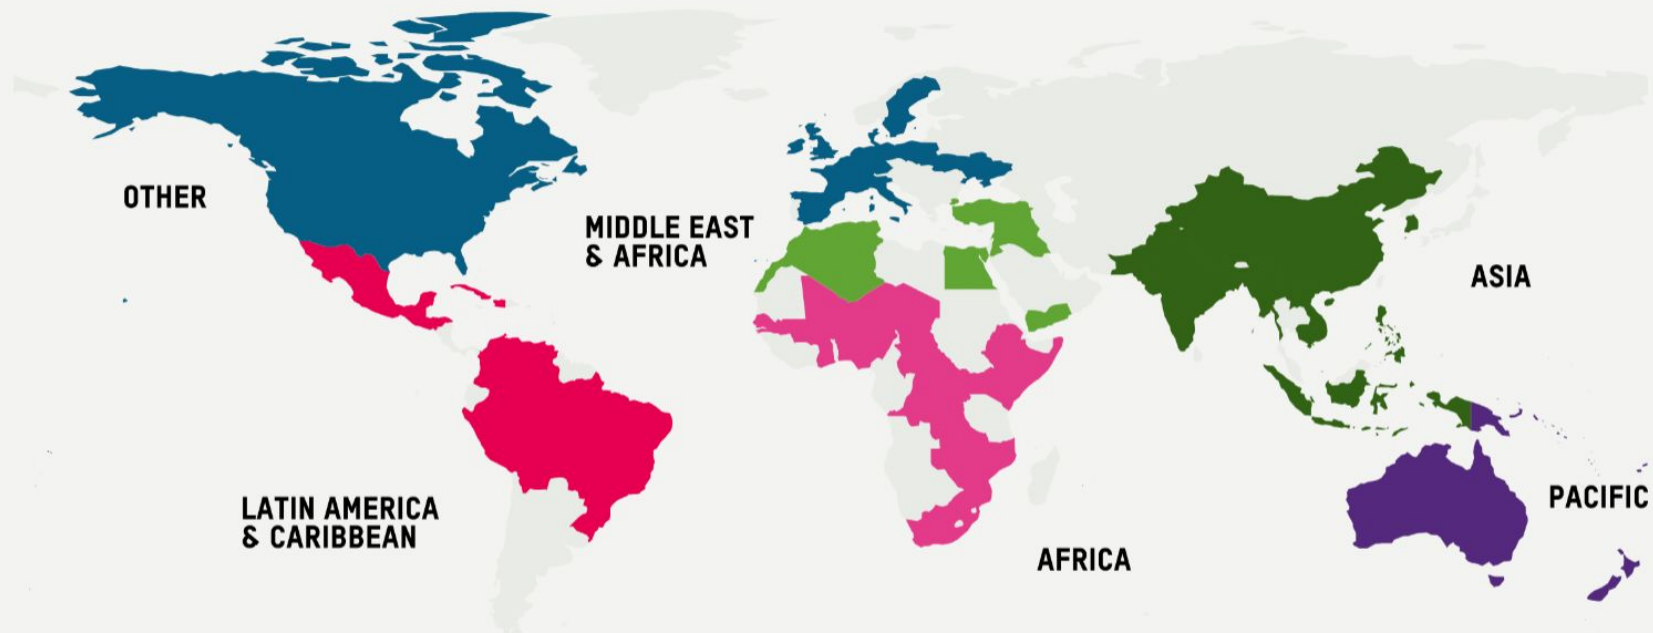 OTHER
MIDDLE EAST
& AFRICA
ASIA
LATIN AMERICA
& CARIBBEAN
PACIFIC
AFRICA